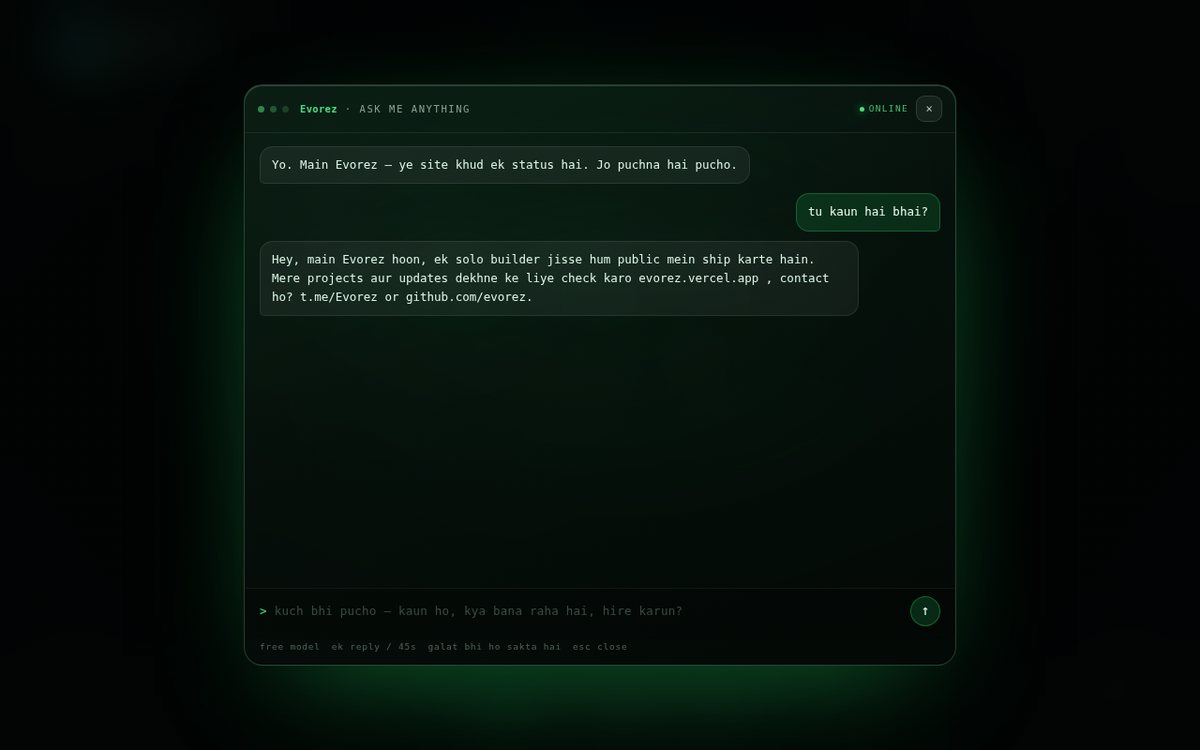 Evorez · ASK ME ANYTHING
ONLINE ×
Yo. Main Evorez — ye site khud ek status hai. Jo puchna hai pucho.
tu kaun hai bhai?
Hey, main Evorez hoon, ek solo builder jisse hum public mein ship karte hain.
Mere projects aur updates dekhne ke liye check karo evorez.vercel.app , contact
ho? t.me/Evorez or github.com/evorez.
> kuch bhi pucho — kaun ho, kya bana raha hai, hire karun?
↑
free model ek reply / 45s galat bhi ho sakta hai esc close